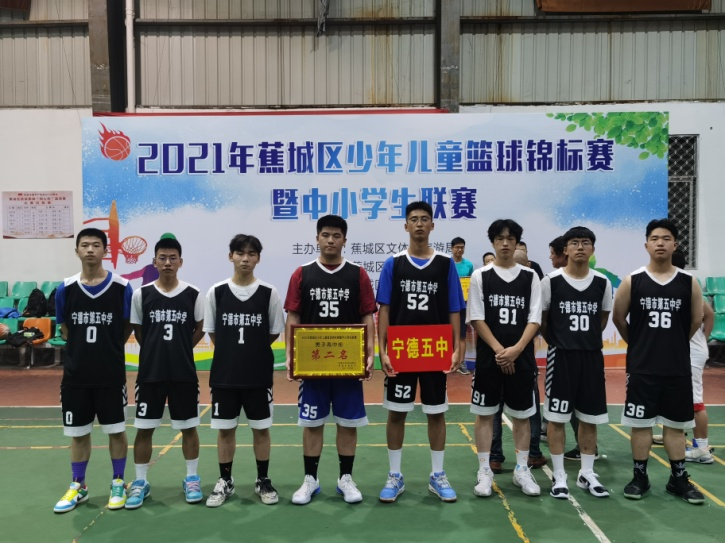 2021年蕉城区少年儿童篮球锦标赛
暨中小学生联赛
主办单
蕉城区文体
游局
蕉城区
宁德市第五中学
0
宁德市第五中学
3
宁德市第五中学
1
宁德市第五中学
35
宁德市第五中学
52
宁德市第五中
91
宁德市第五中学
30
宁德市第五中学
36
第二名
宁德五中
0
3
1
35
52
91
30
36